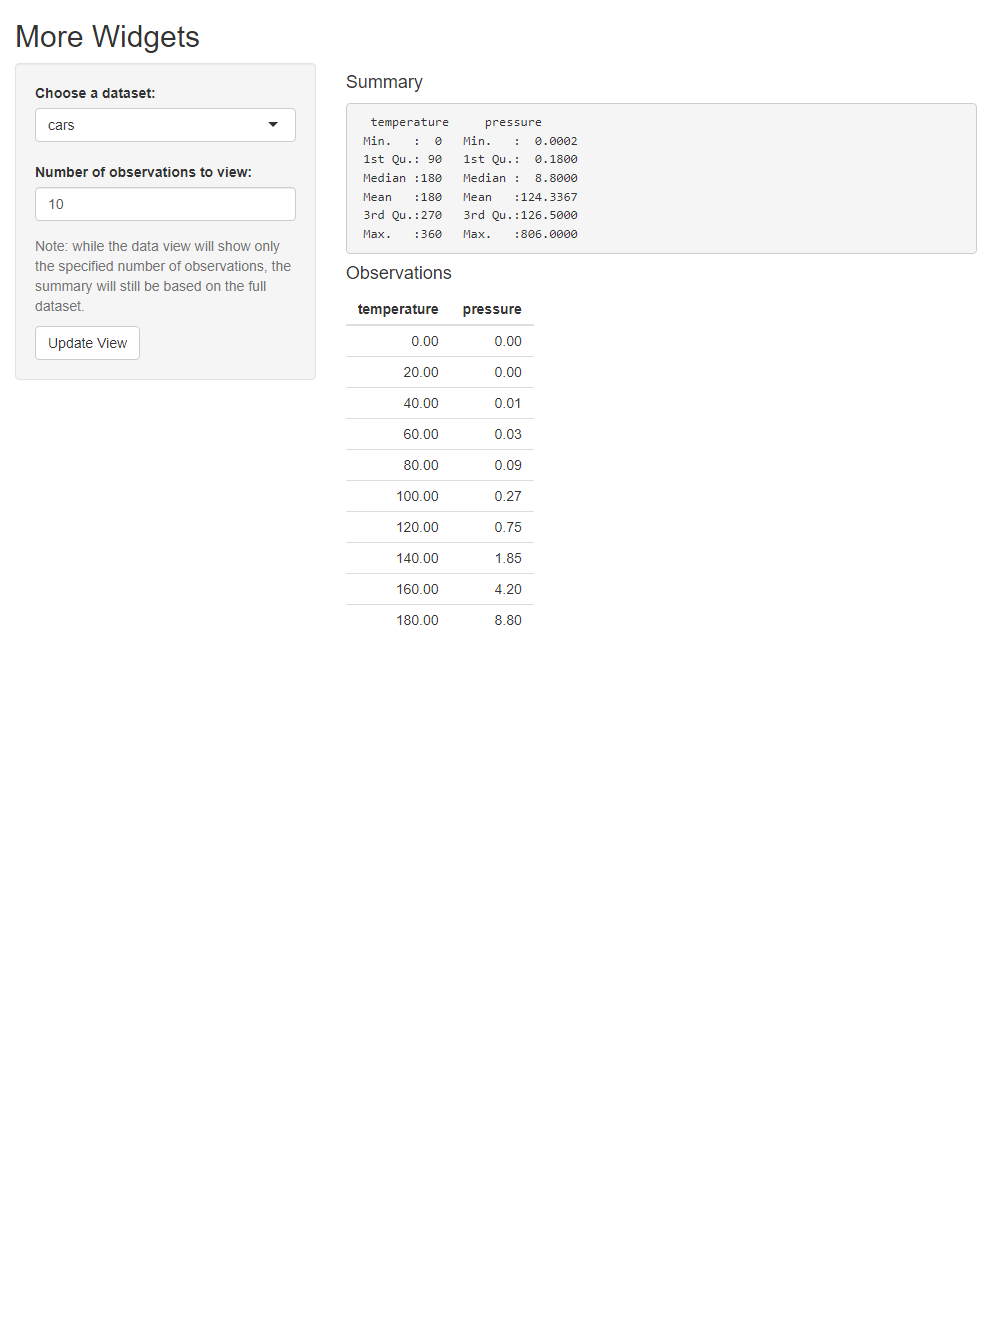 More Widgets
Choose a dataset:
cars
Number of observations to view:
10
Note: while the data view will show only
the specified number of observations, the
summary will still be based on the full
dataset.
Update View
Summary
temperature pressure
Min. : 0 Min. : 0.0002
1st Qu.: 90 1st Qu.: 0.1800
Median :180 Median : 8.8000
Mean :180 Mean :124.3367
3rd Qu.:270 3rd Qu.:126.5000
Max. :360 Max. :806.0000
Observations
temperature pressure
0.00 0.00
20.00 0.00
40.00 0.01
60.00 0.03
80.00 0.09
100.00 0.27
120.00 0.75
140.00 1.85
160.00 4.20
180.00 8.80